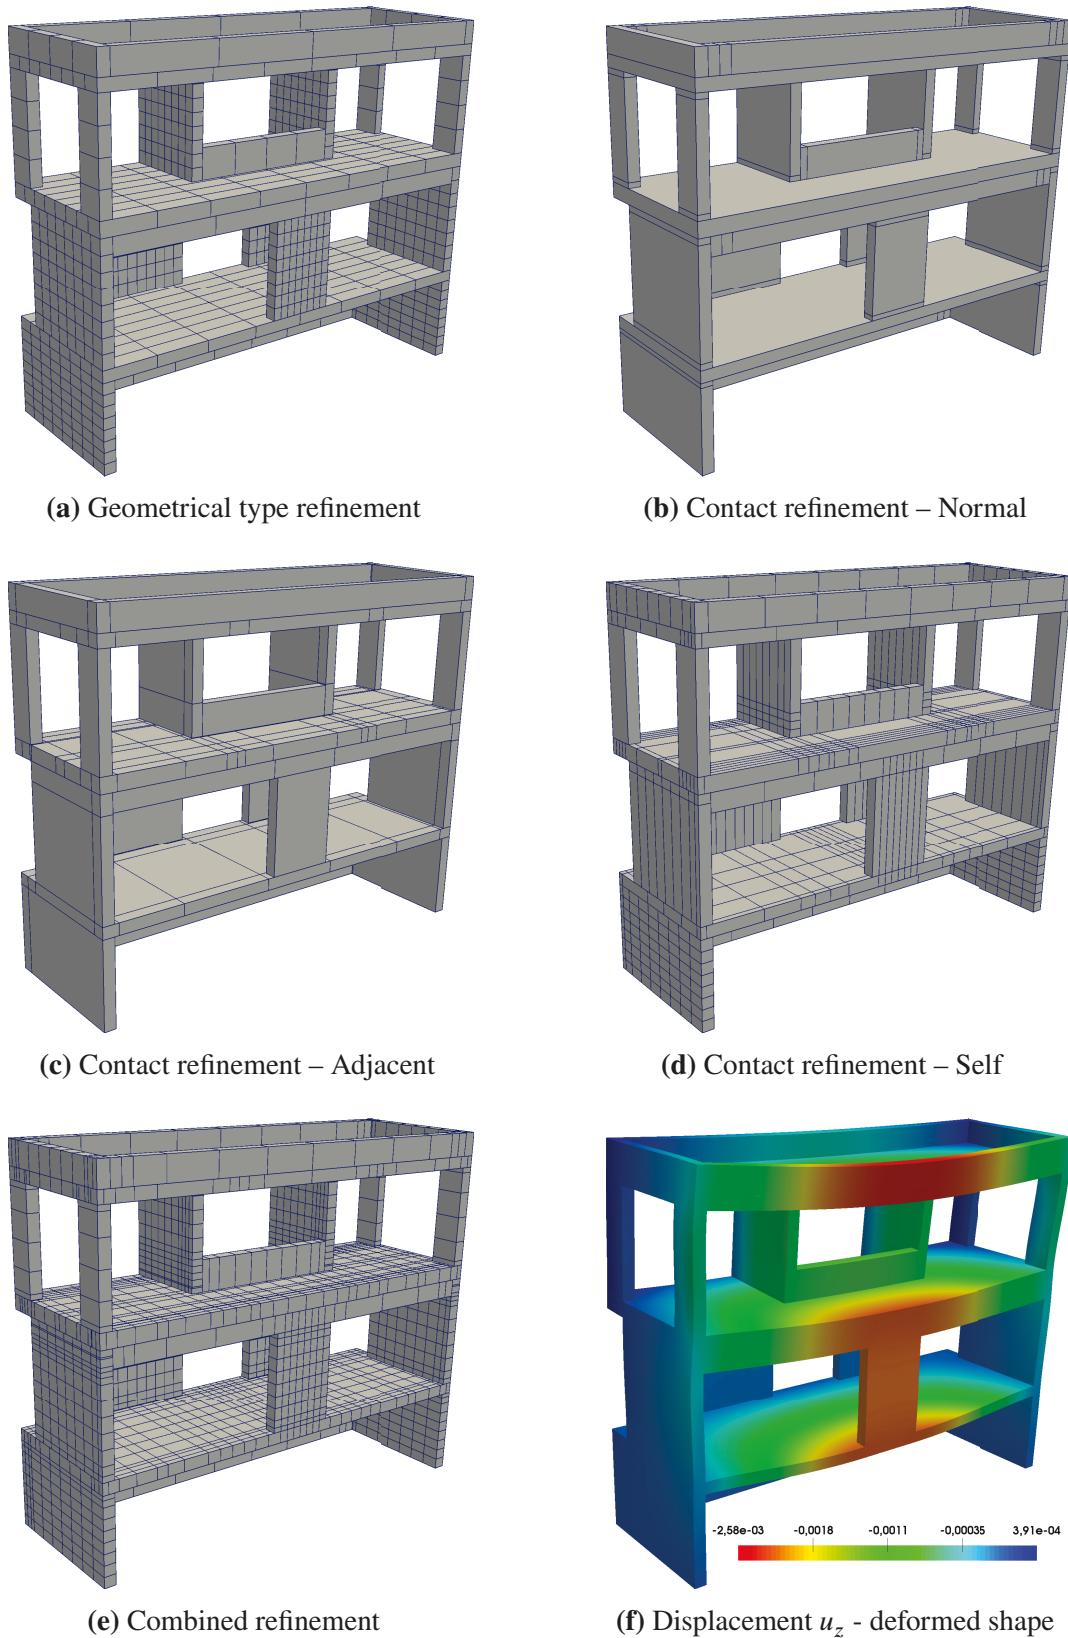 (a) Geometrical type refinement
(b) Contact refinement – Normal
(c) Contact refinement – Adjacent
(d) Contact refinement – Self
-2,58e-03 -0,0018 -0,0011 -0,00035 3,91e-04
(e) Combined refinement
(f) Displacement u_z - deformed shape